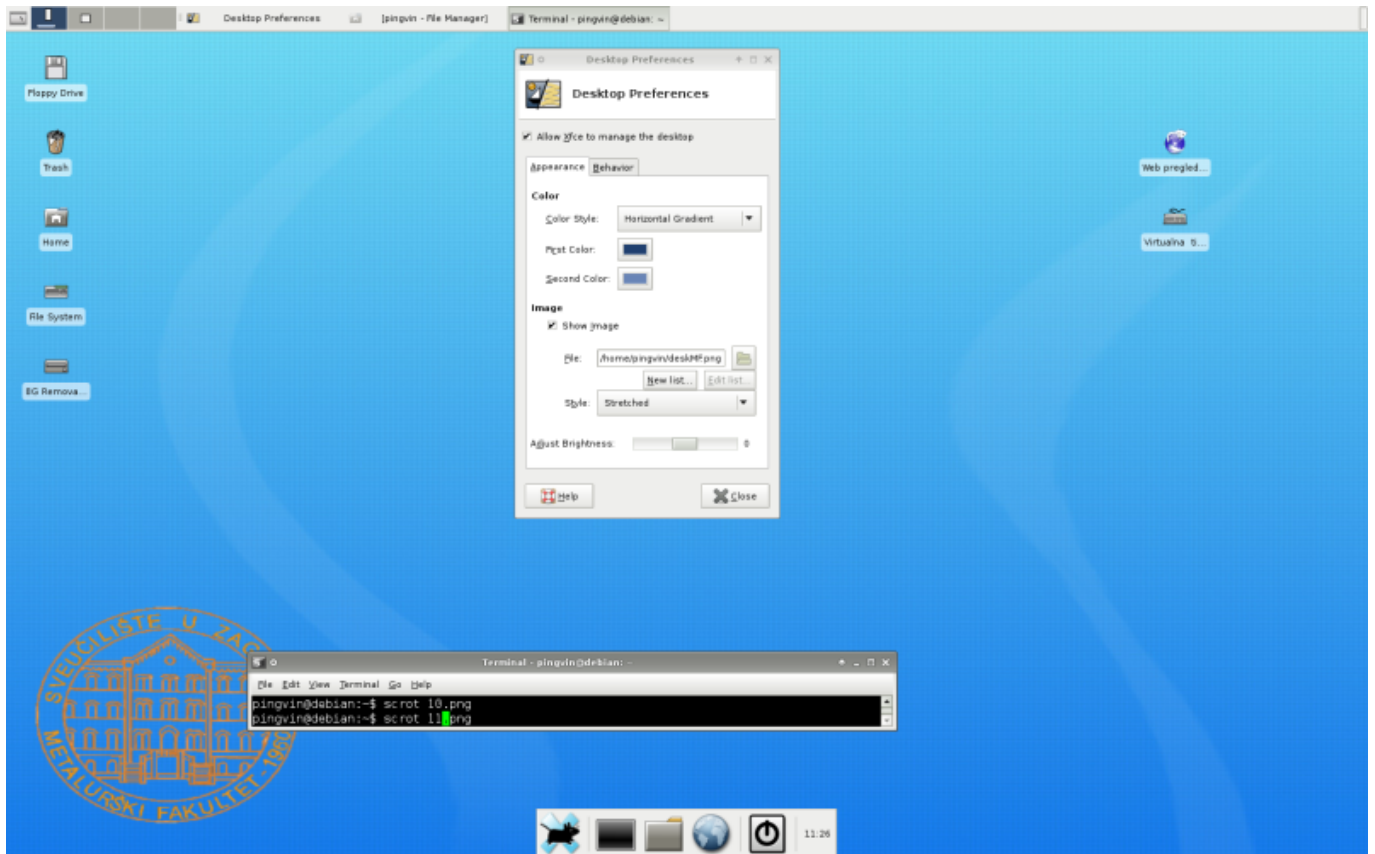 Desktop Preferences
[pingvin - File Manager]
Terminal - pingvin@debian: ~
Floppy Drive
Trash
Home
File System
8G Remova...
Web pregled...
Virtualna ti...
Desktop Preferences
Desktop Preferences
Allow Xfce to manage the desktop
Appearance Behavior
Color
Color Style: Horizontal Gradient
First Color:
Second Color:
Image
Show Image
File: /home/pingvin/deskMF.png
New list... Edit list...
Style: Stretched
Adjust Brightness: 0
Help Close
SVEUČILIŠTE U ZAG
METALURŠKI FAKULTET - 1960
Terminal - pingvin@debian: ~
File Edit View Terminal Go Help
pingvin@debian:~$ scrot 10.png
pingvin@debian:~$ scrot 11.png
11:26